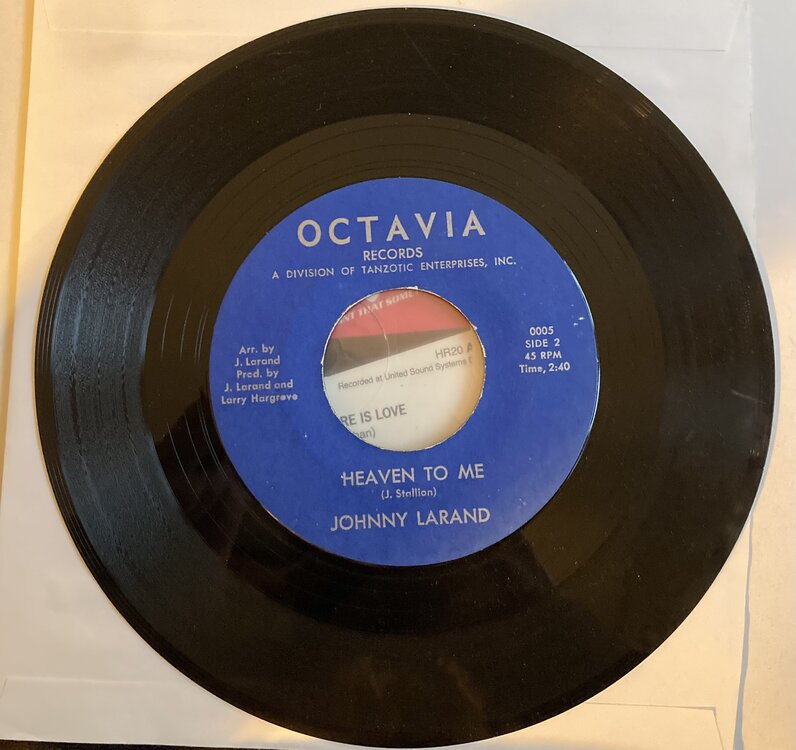 OCTAVIA
RECORDS
A DIVISION OF TANZOTIC ENTERPRISES, INC.
Arr. by
J. Larand
Prod. by
J. Larand and
Larry Hargrove
0005
SIDE 2
45 RPM
Time, 2:40
HR20
Recorded at United Sound Systems
IS LOVE
HEAVEN TO ME
(J. Stallion)
JOHNNY LARAND